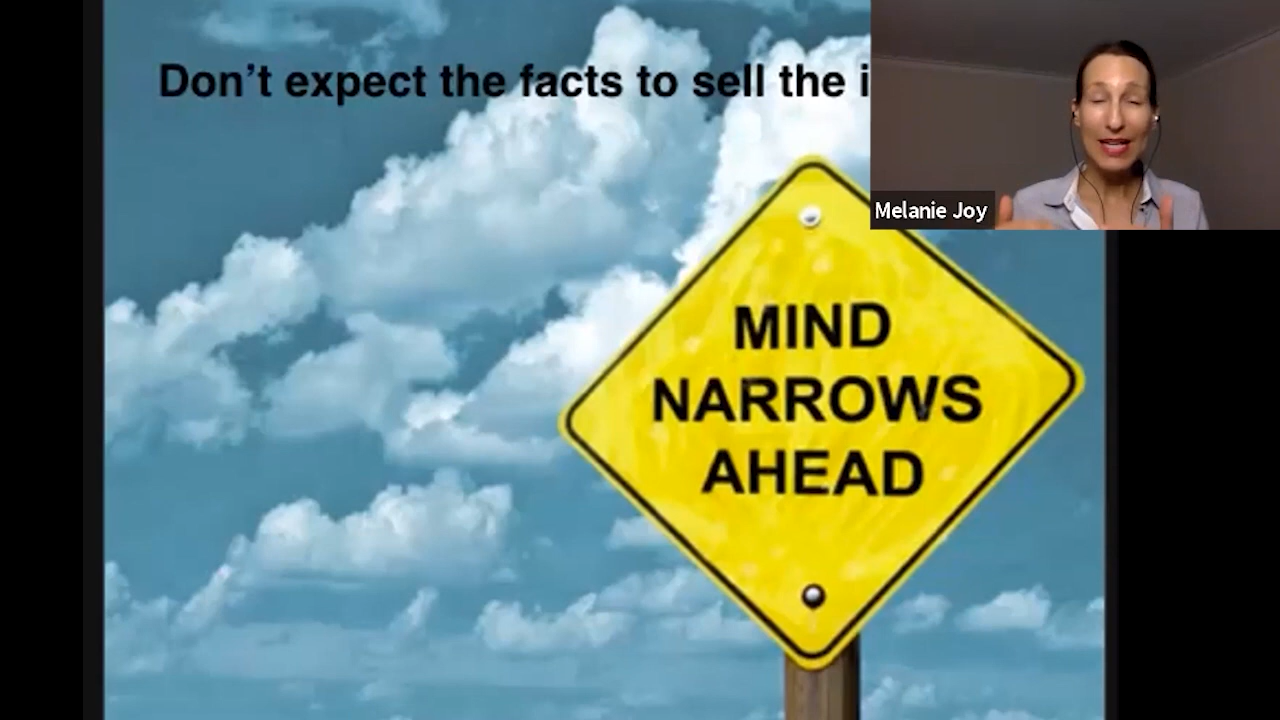 Don't expect the facts to sell the
Melanie Joy
MIND
NARROWS
AHEAD